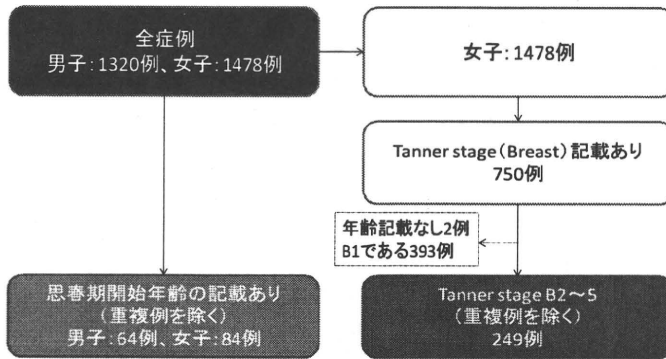 全症例
男子：1320例、女子：1478例
女子：1478例
Tanner stage（Breast）記載あり
750例
年齢記載なし2例
B1である393例
思春期開始年齢の記載あり
（重複例を除く）
男子：64例、女子：84例
Tanner stage B2～5
（重複例を除く）
249例